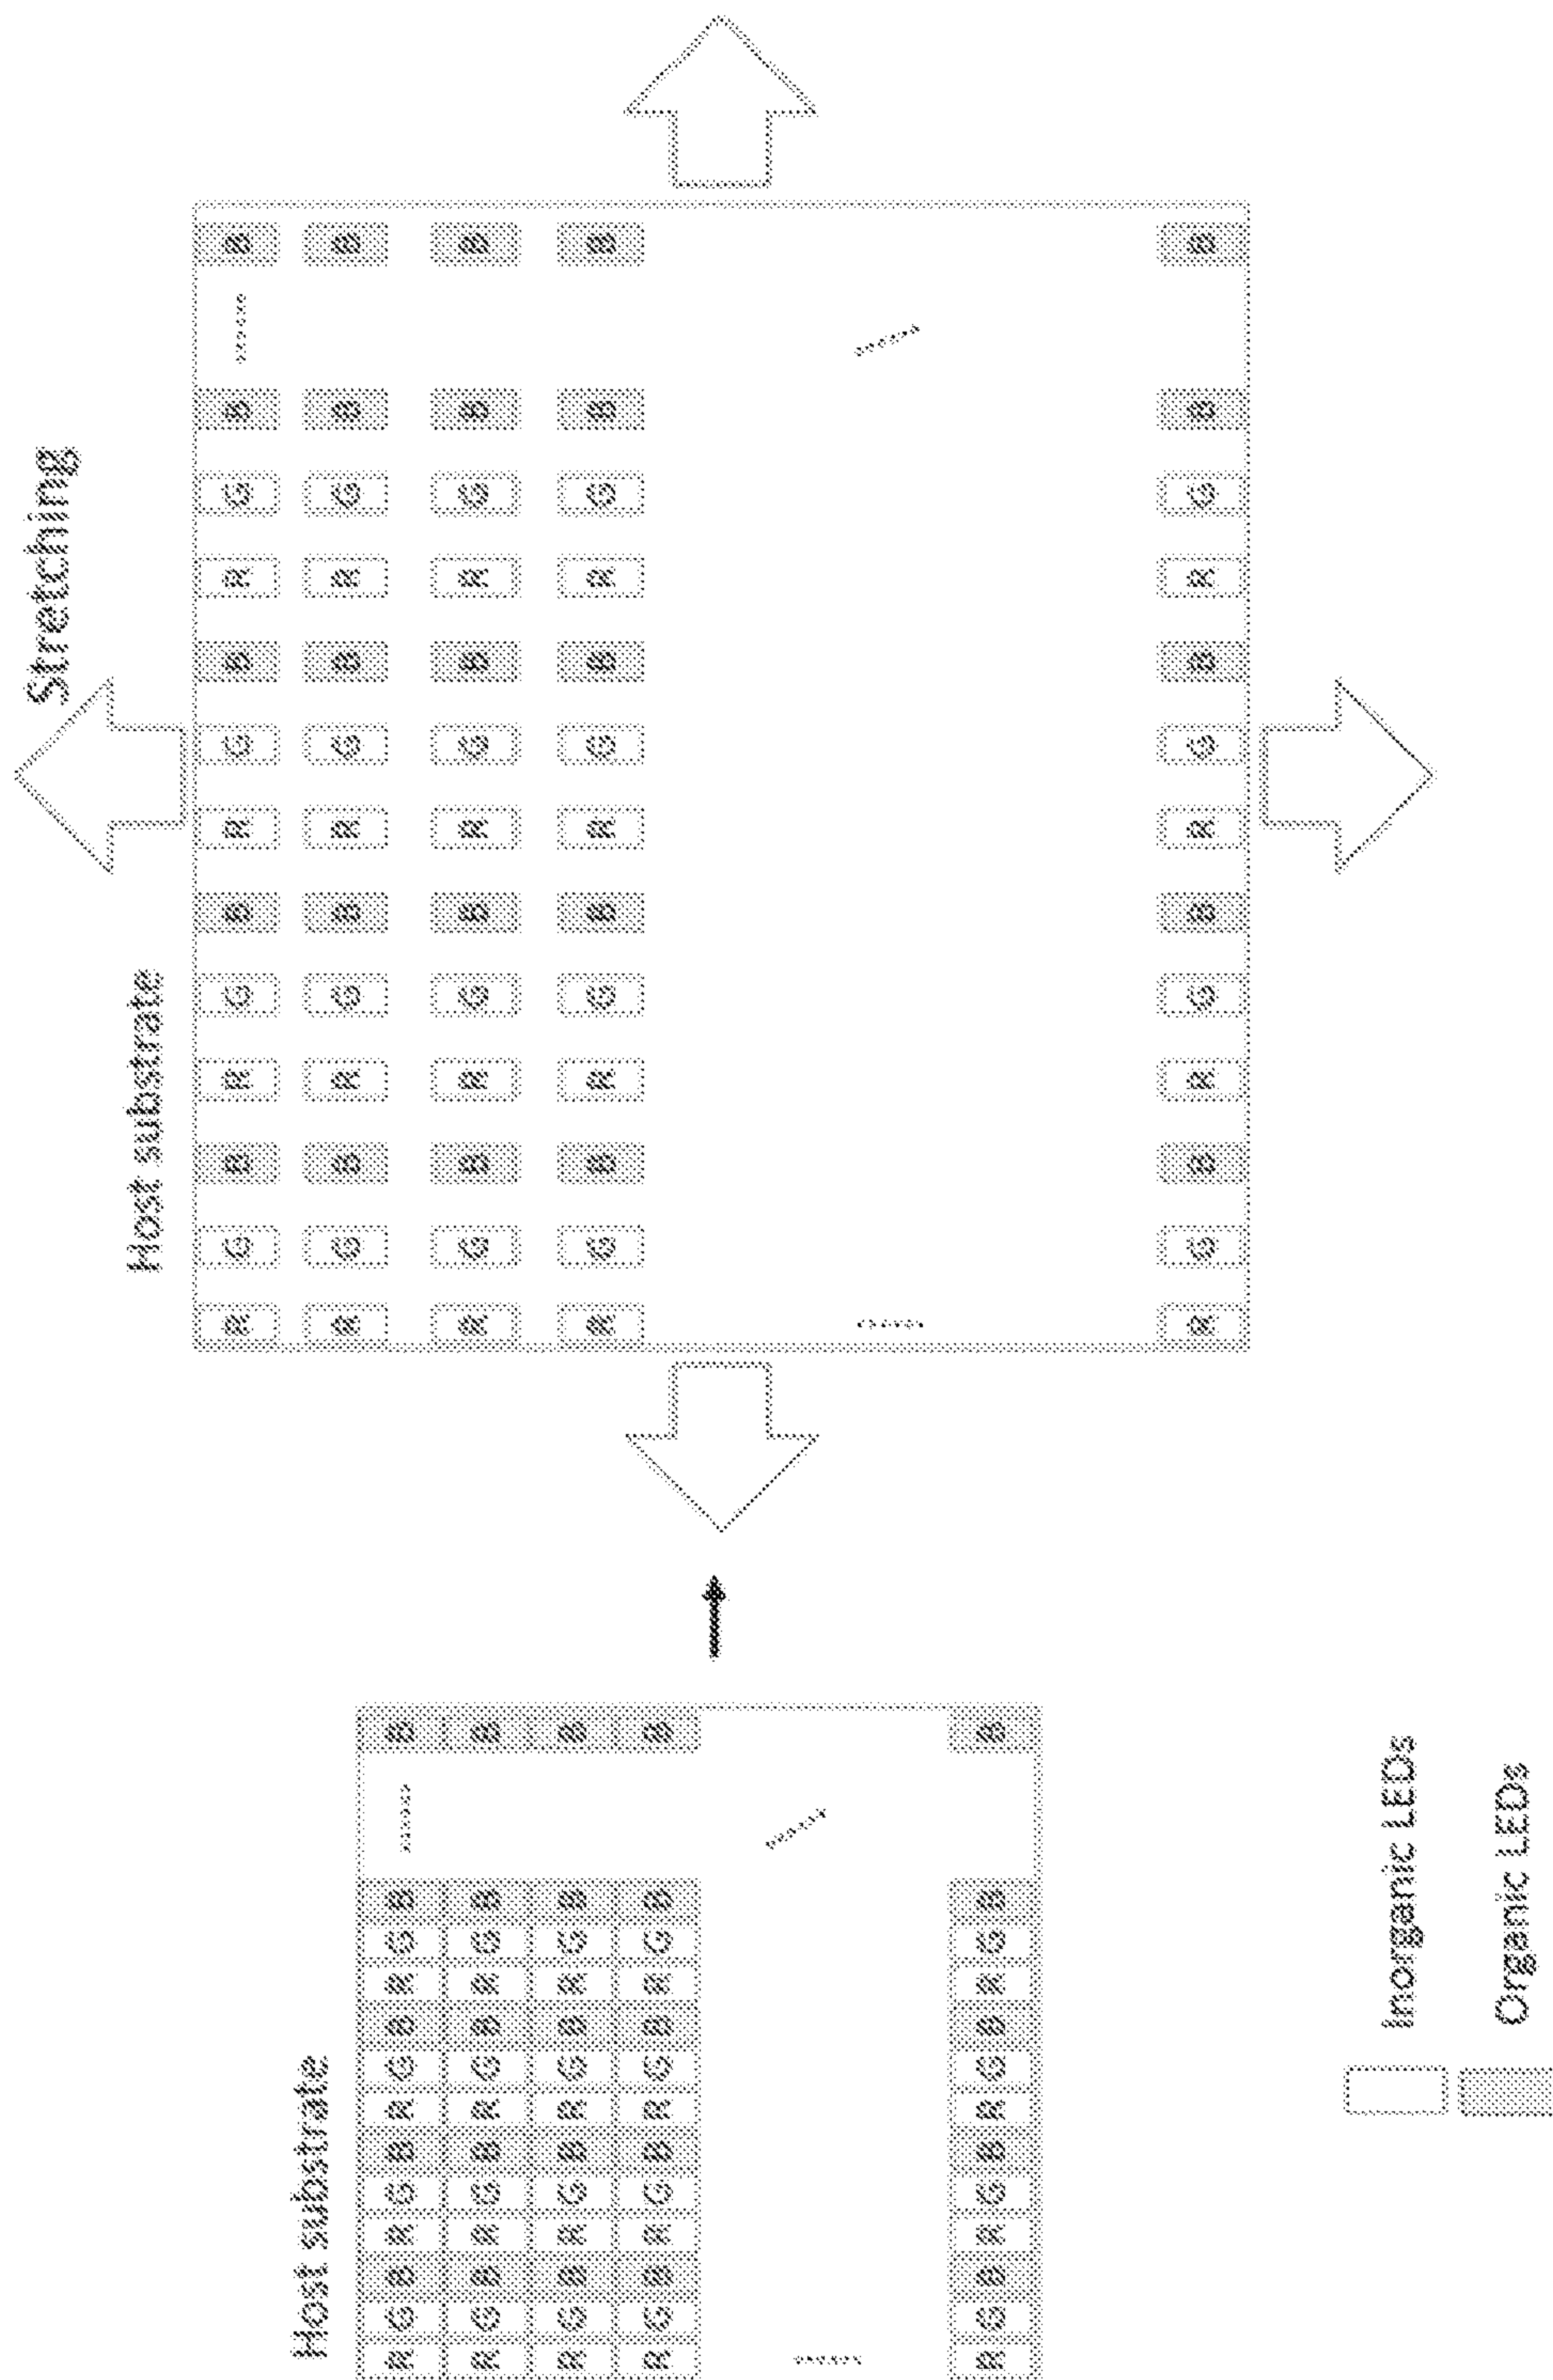 Host substrate
R G B R G B R G B R G B ...... B
R G B R G B R G B R G B B
R G B R G B R G B R G B B
R G B R G B R G B R G B B
...... ......
R G B R G B R G B R G B B
Stretching
Host substrate
R G B R G B R G B R G B ...... B
R G B R G B R G B R G B B
R G B R G B R G B R G B B
R G B R G B R G B R G B B
...... ......
R G B R G B R G B R G B B
Inorganic LEDs
Organic LEDs